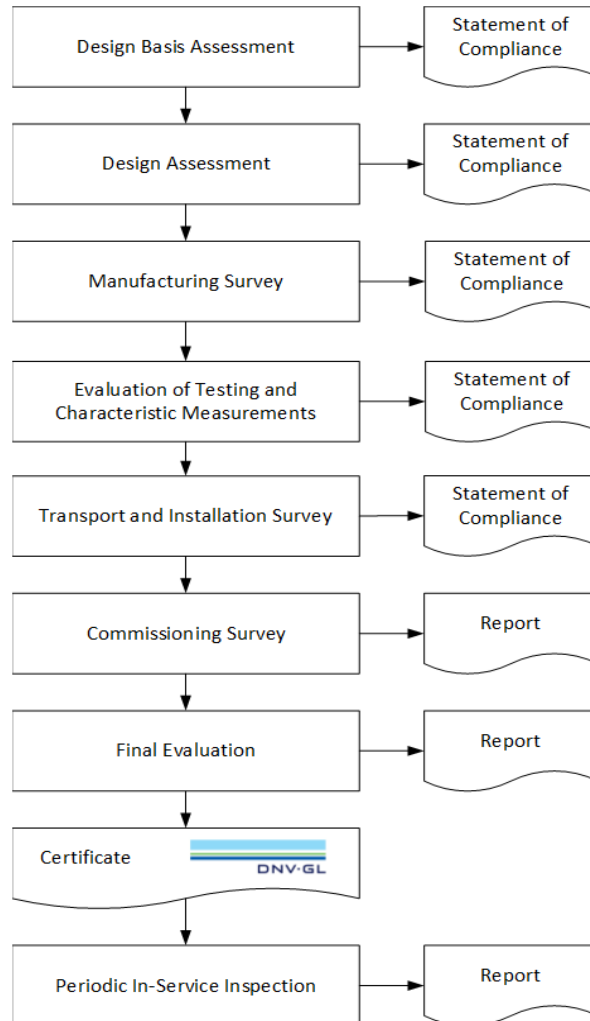 Design Basis Assessment
Statement of
Compliance
Design Assessment
Statement of
Compliance
Manufacturing Survey
Statement of
Compliance
Evaluation of Testing and
Characteristic Measurements
Statement of
Compliance
Transport and Installation Survey
Statement of
Compliance
Commissioning Survey
Report
Final Evaluation
Report
Certificate
DNV·GL
Periodic In-Service Inspection
Report